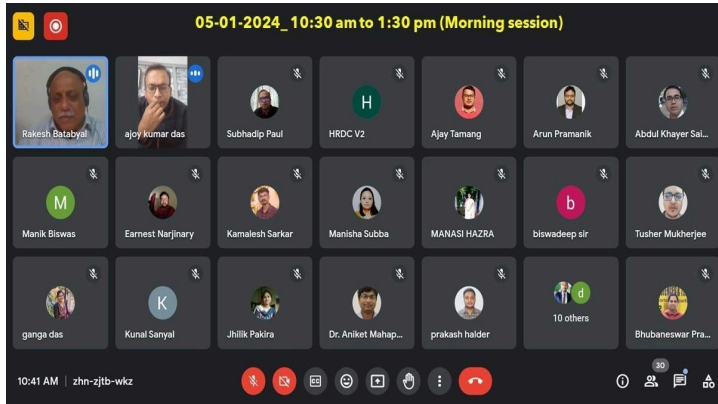 05-01-2024_10:30 am to 1:30 pm (Morning session)
Rakesh Batabyal
ajoy kumar das
Subhadip Paul
H
HRDC V2
Ajay Tamang
Arun Pramanik
Abdul Khayer Sai...
M
Manik Biswas
Earnest Narjinary
Kamalesh Sarkar
Manisha Subba
MANASI HAZRA
b
biswadeep sir
Tusher Mukherjee
ganga das
K
Kunal Sanyal
Jhilik Pakira
Dr. Aniket Mahap...
prakash halder
d
10 others
Bhubaneswar Pra...
10:41 AM | zhn-zjtb-wkz
CC
30